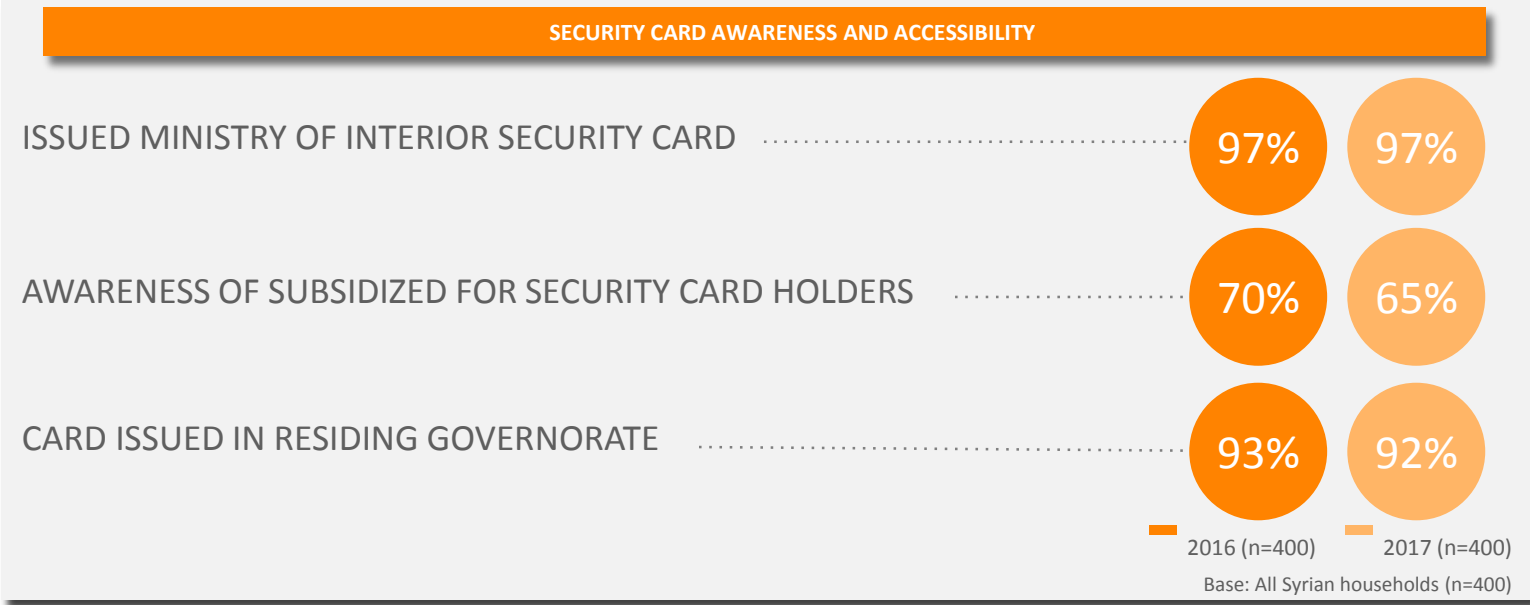 SECURITY CARD AWARENESS AND ACCESSIBILITY
ISSUED MINISTRY OF INTERIOR SECURITY CARD 97% 97%
AWARENESS OF SUBSIDIZED FOR SECURITY CARD HOLDERS 70% 65%
CARD ISSUED IN RESIDING GOVERNORATE 93% 92%
2016 (n=400) 2017 (n=400)
Base: All Syrian households (n=400)